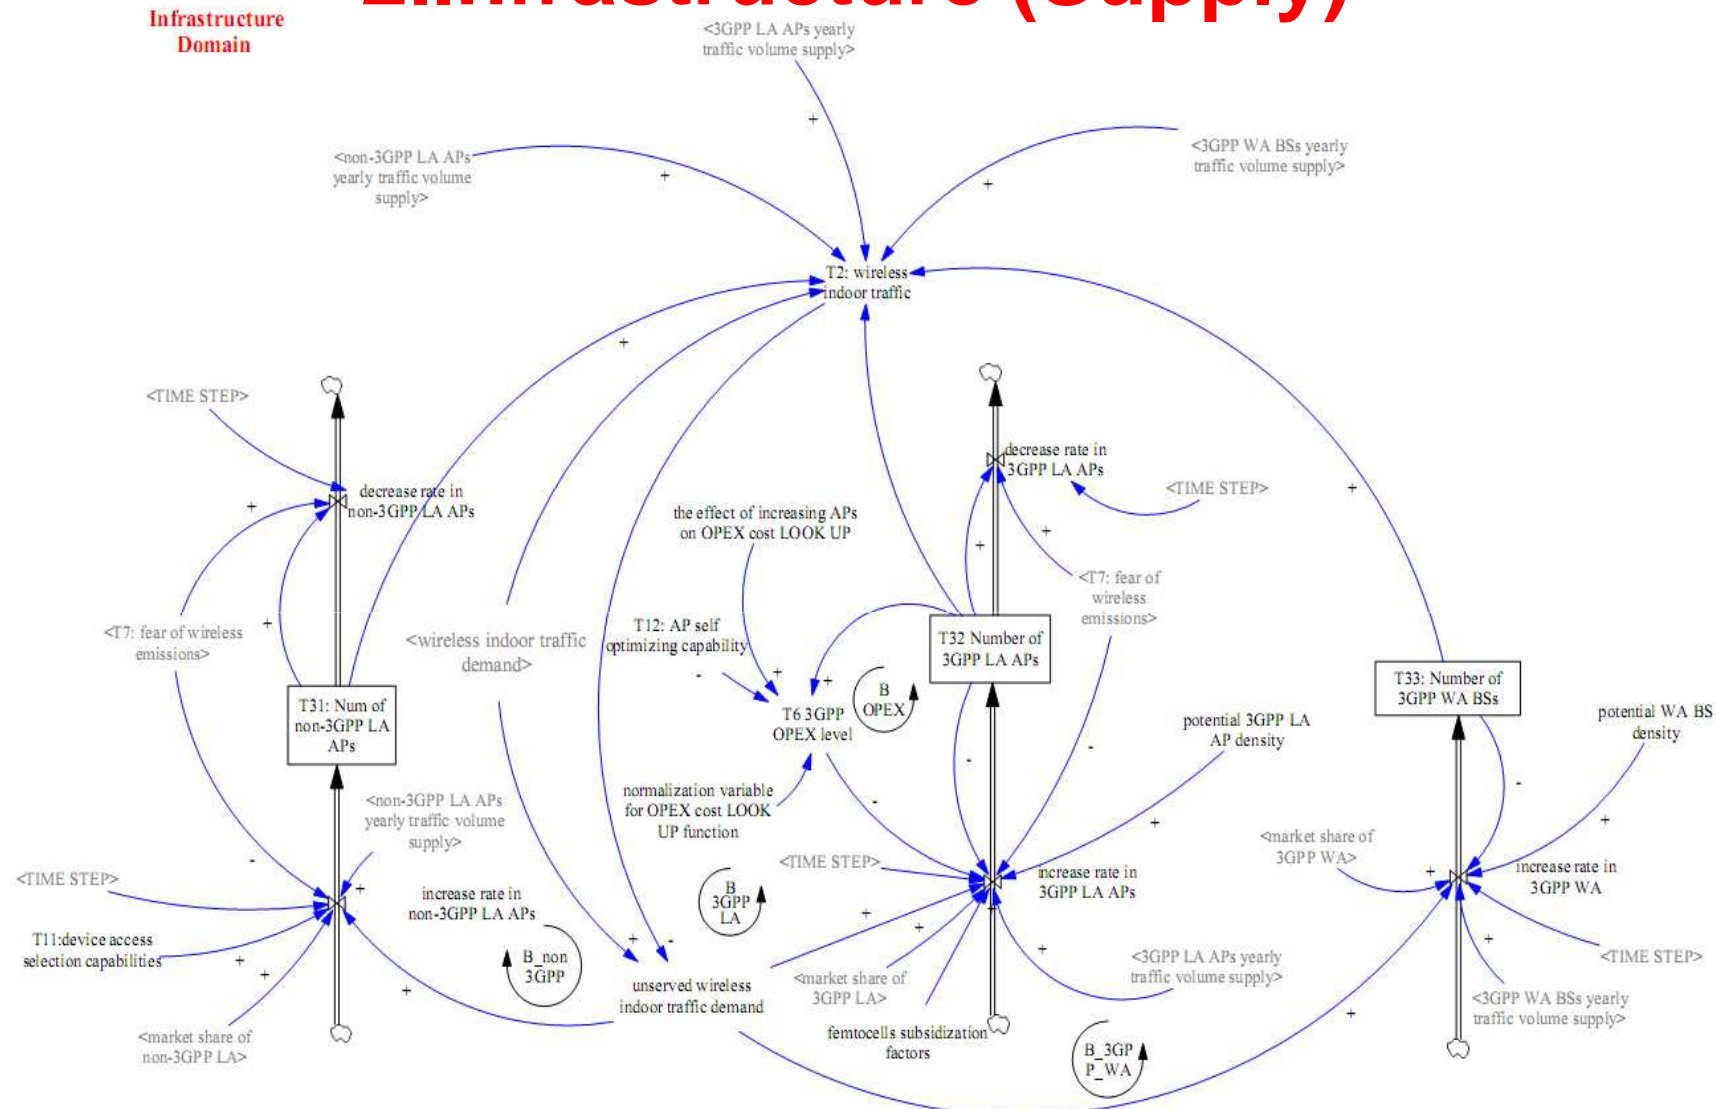 2.Infrastructure (Supply)
Infrastructure
Domain
<3GPP LA APs yearly
traffic volume supply>
+
<non-3GPP LA APs
yearly traffic volume
supply>
+
<3GPP WA BSs yearly
traffic volume supply>
+
T2: wireless
indoor traffic
+
<TIME STEP>
decrease rate in
non-3GPP LA APs
+
+
<T7: fear of wireless
emissions>
T31: Num of
non-3GPP LA
APs
<wireless indoor traffic
demand>
the effect of increasing APs
on OPEX cost LOOK UP
T12: AP self
optimizing capability
-
+
+
T6 3GPP
OPEX level
B
OPEX
normalization variable
for OPEX cost LOOK
UP function
-
decrease rate in
3GPP LA APs
<TIME STEP>
+
+
<T7: fear of
wireless
emissions>
T32 Number of
3GPP LA APs
-
-
potential 3GPP LA
AP density
+
+
T33: Number of
3GPP WA BSs
potential WA BS
density
-
+
<market share of
3GPP WA>
+
increase rate in
3GPP WA
<TIME STEP>
+
<3GPP WA BSs yearly
traffic volume supply>
<non-3GPP LA APs
yearly traffic volume
supply>
-
+
<TIME STEP>
increase rate in
non-3GPP LA APs
T11:device access
selection capabilities
+
+
<market share of
non-3GPP LA>
+
B_non
3GPP
+
-
unserved wireless
indoor traffic demand
B
3GPP
LA
<TIME STEP>
increase rate in
3GPP LA APs
+
+
+
<market share of
3GPP LA>
femtocells subsidization
factors
+
<3GPP LA APs yearly
traffic volume supply>
B_3GP
P_WA
+